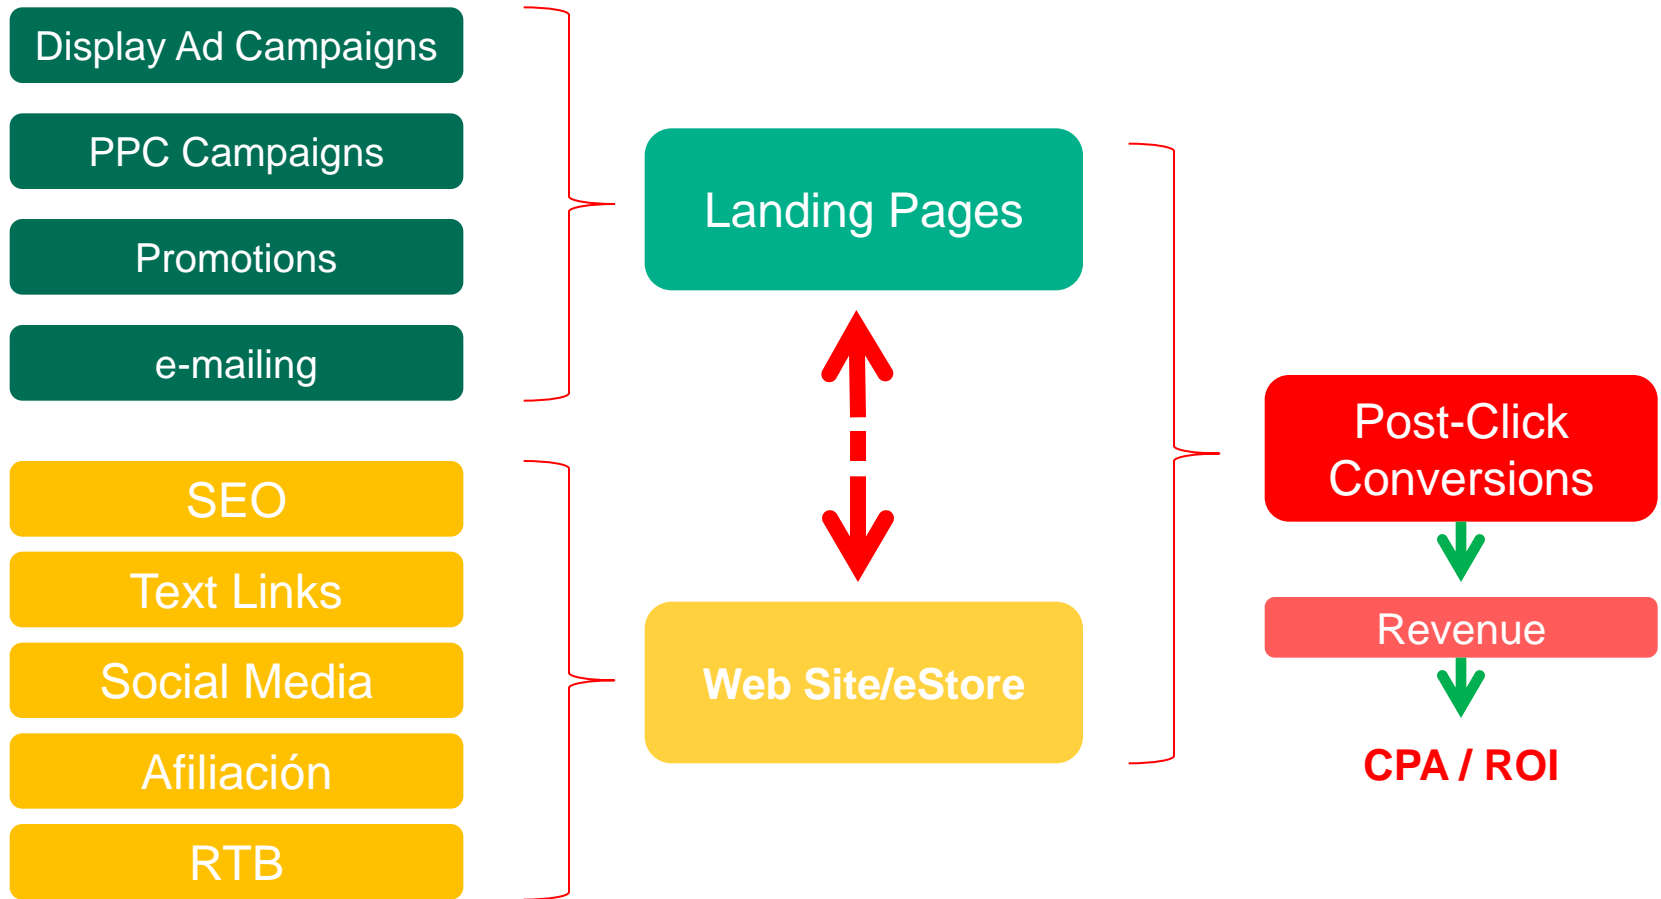 Display Ad Campaigns
PPC Campaigns
Promotions
e-mailing
SEO
Text Links
Social Media
Afiliación
RTB
Landing Pages
Web Site/eStore
Post-Click
Conversions
Revenue
CPA / ROI